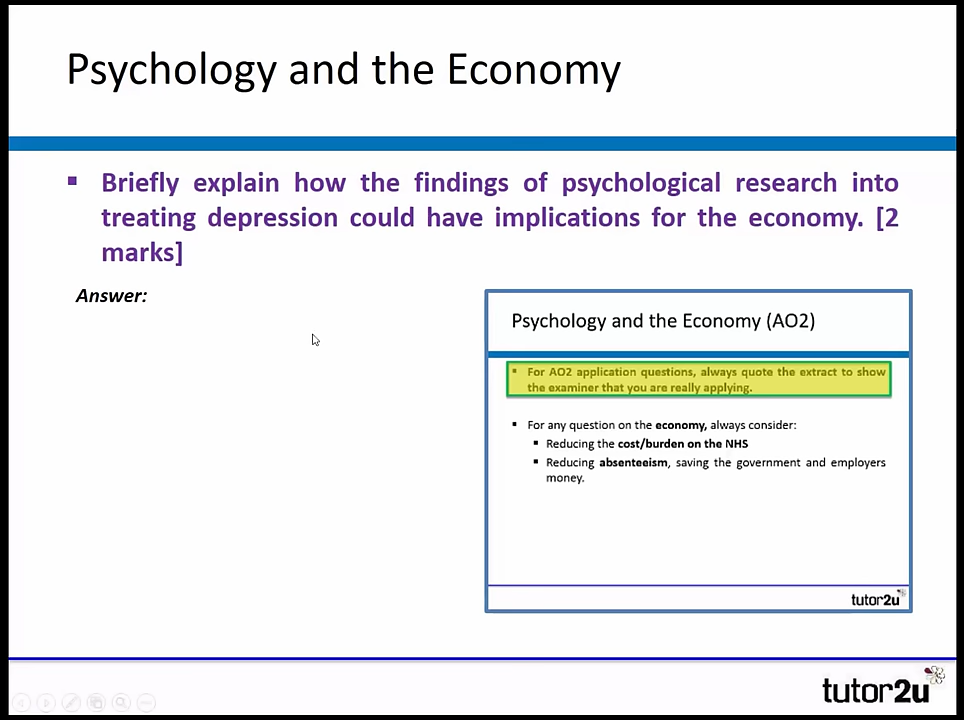 Psychology and the Economy
▪ Briefly explain how the findings of psychological research into
treating depression could have implications for the economy. [2
marks]
Answer:
Psychology and the Economy (AO2)
▪ For AO2 application questions, always quote the extract to show
the examiner that you are really applying.
▪ For any question on the economy, always consider:
▪ Reducing the cost/burden on the NHS
▪ Reducing absenteeism, saving the government and employers
money.
tutor2u
tutor2u